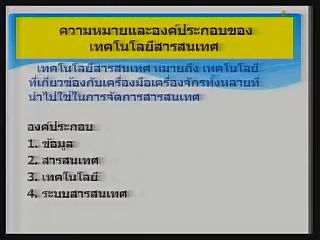 ความหมายและองค์ประกอบของ
เทคโนโลยีสารสนเทศ
เทคโนโลยีสารสนเทศ หมายถึง เทคโนโลยี
ที่เกี่ยวข้องกับเครื่องมือเครื่องจักรทั้งหลายที่
นำไปใช้ในการจัดการสารสนเทศ
องค์ประกอบ
1. ข้อมูล
2. สารสนเทศ
3. เทคโนโลยี
4. ระบบสารสนเทศ